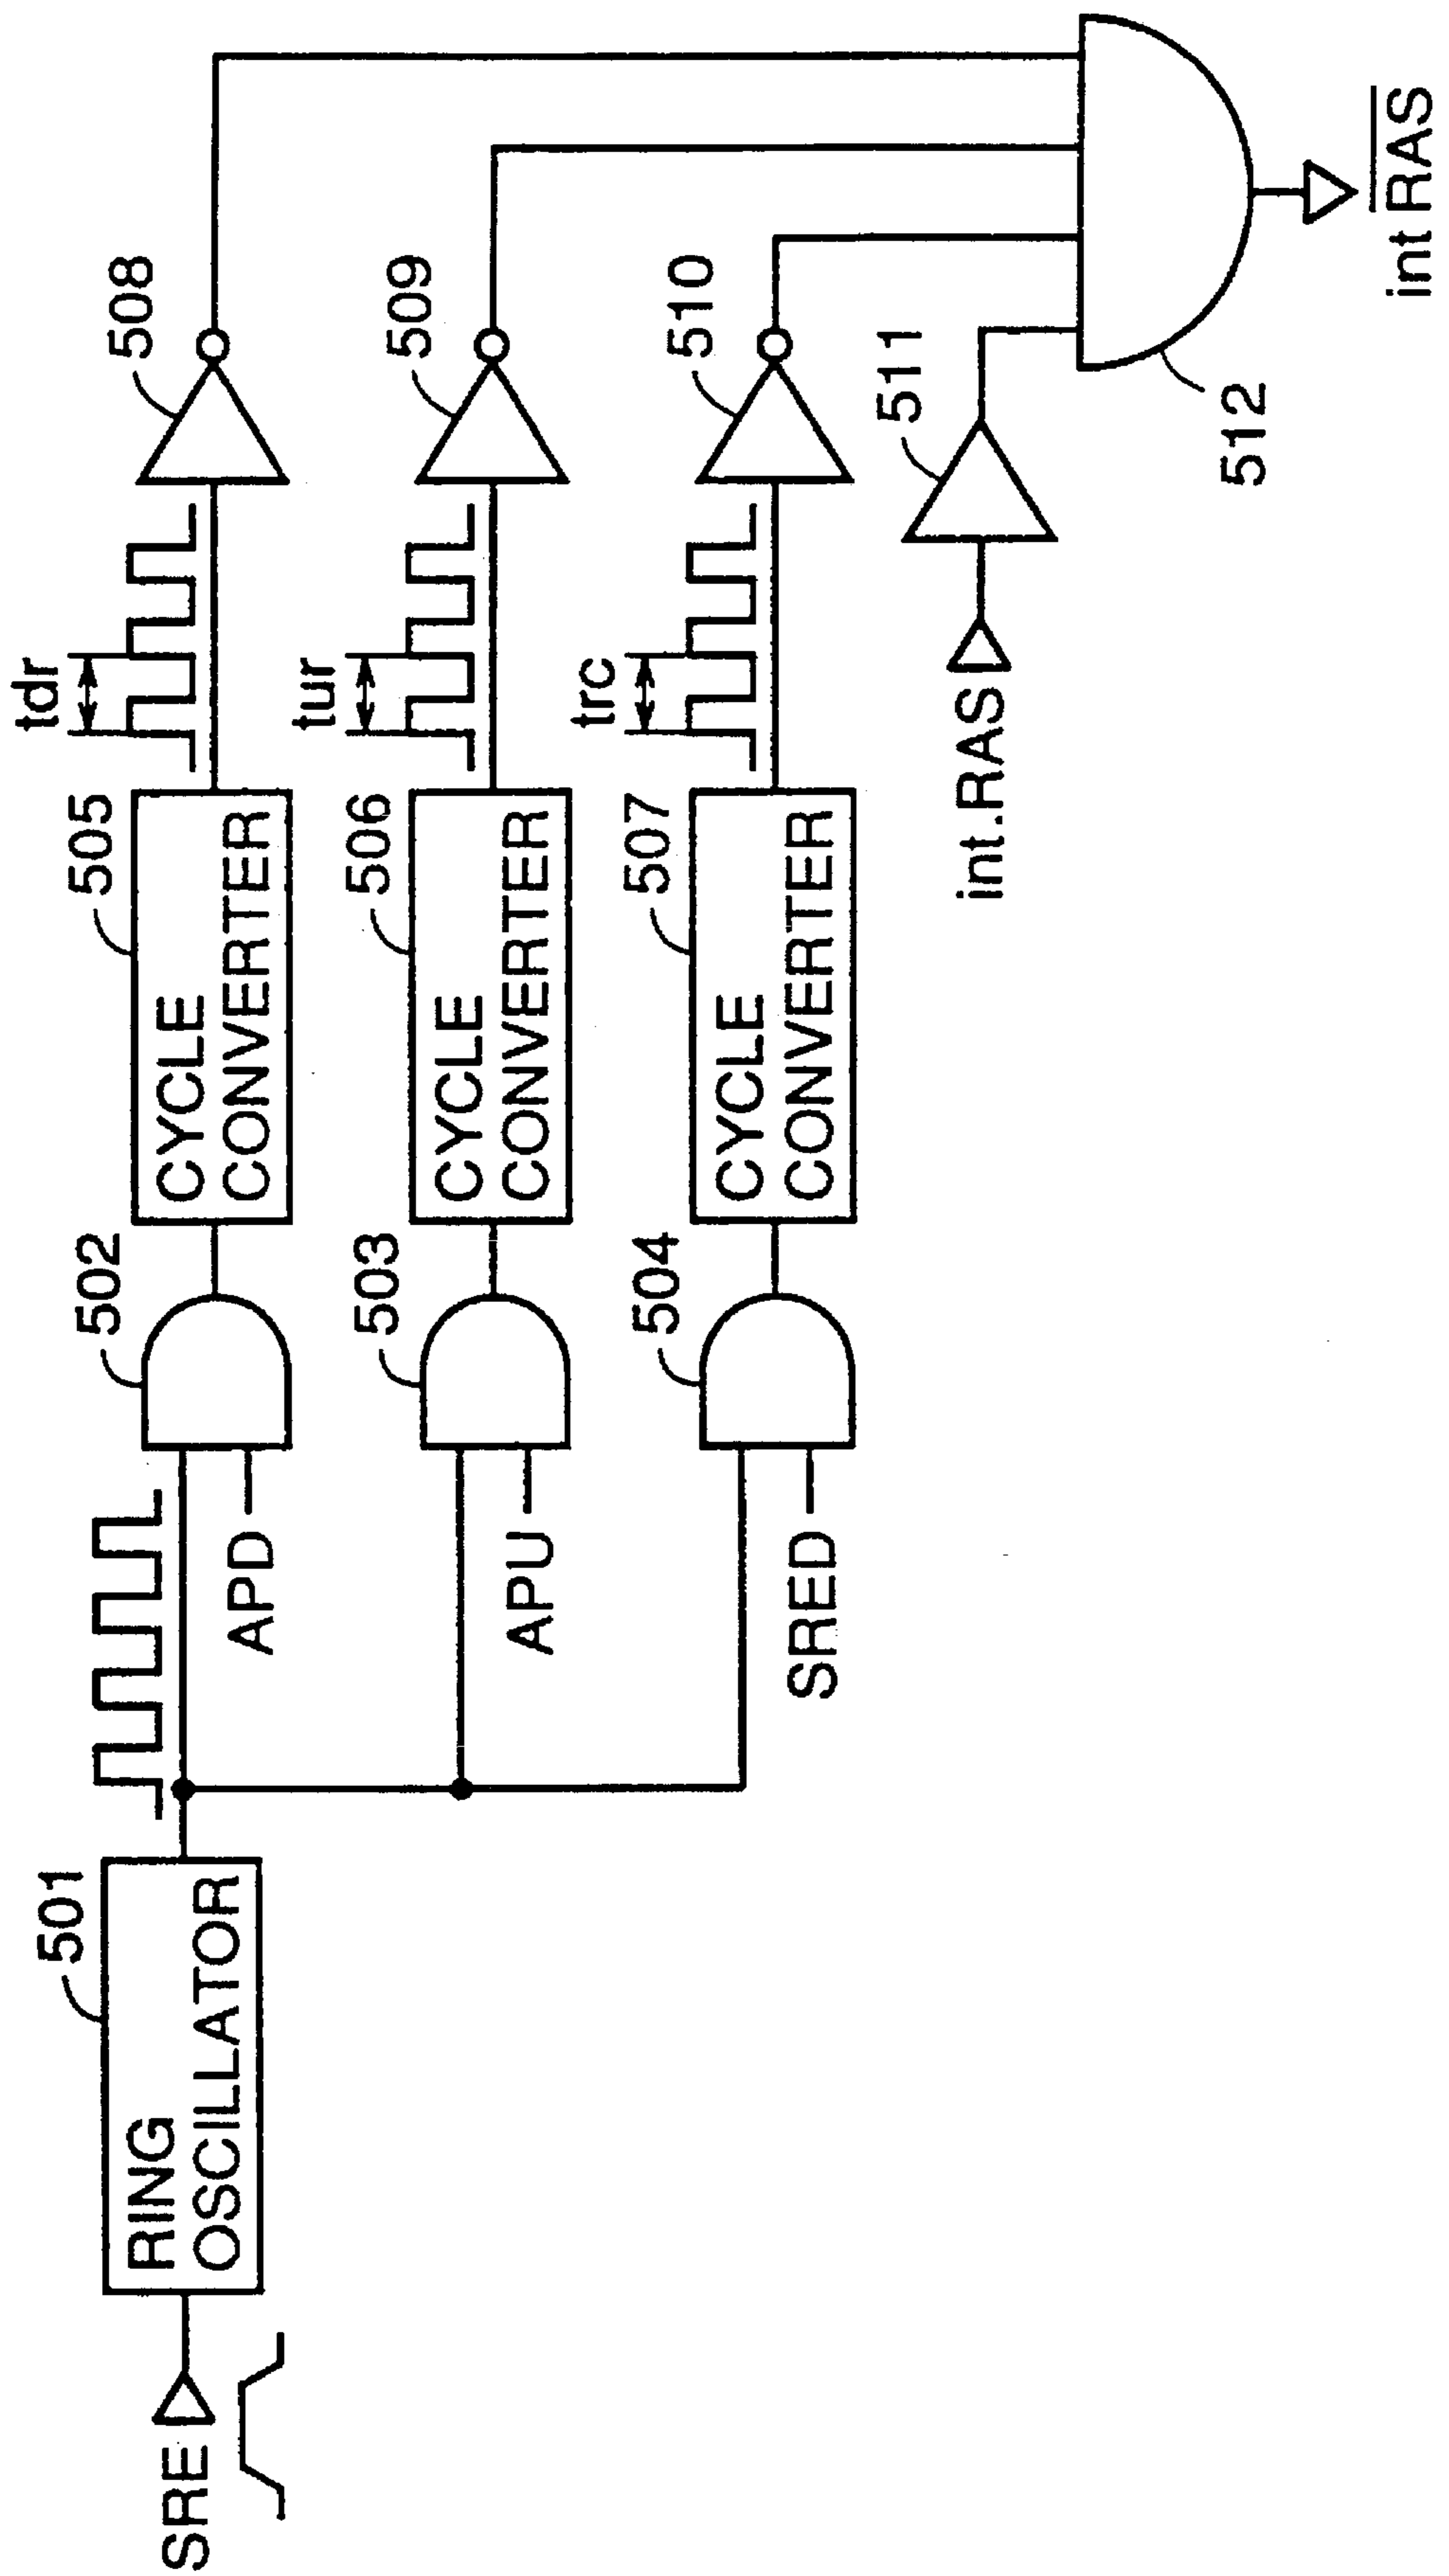 SRE
501
RING
OSCILLATOR
502
APD
503
APU
504
SRED
505
CYCLE
CONVERTER
506
CYCLE
CONVERTER
507
CYCLE
CONVERTER
tdr
tur
trc
508
509
510
int.RAS
511
512
int R̅A̅S̅